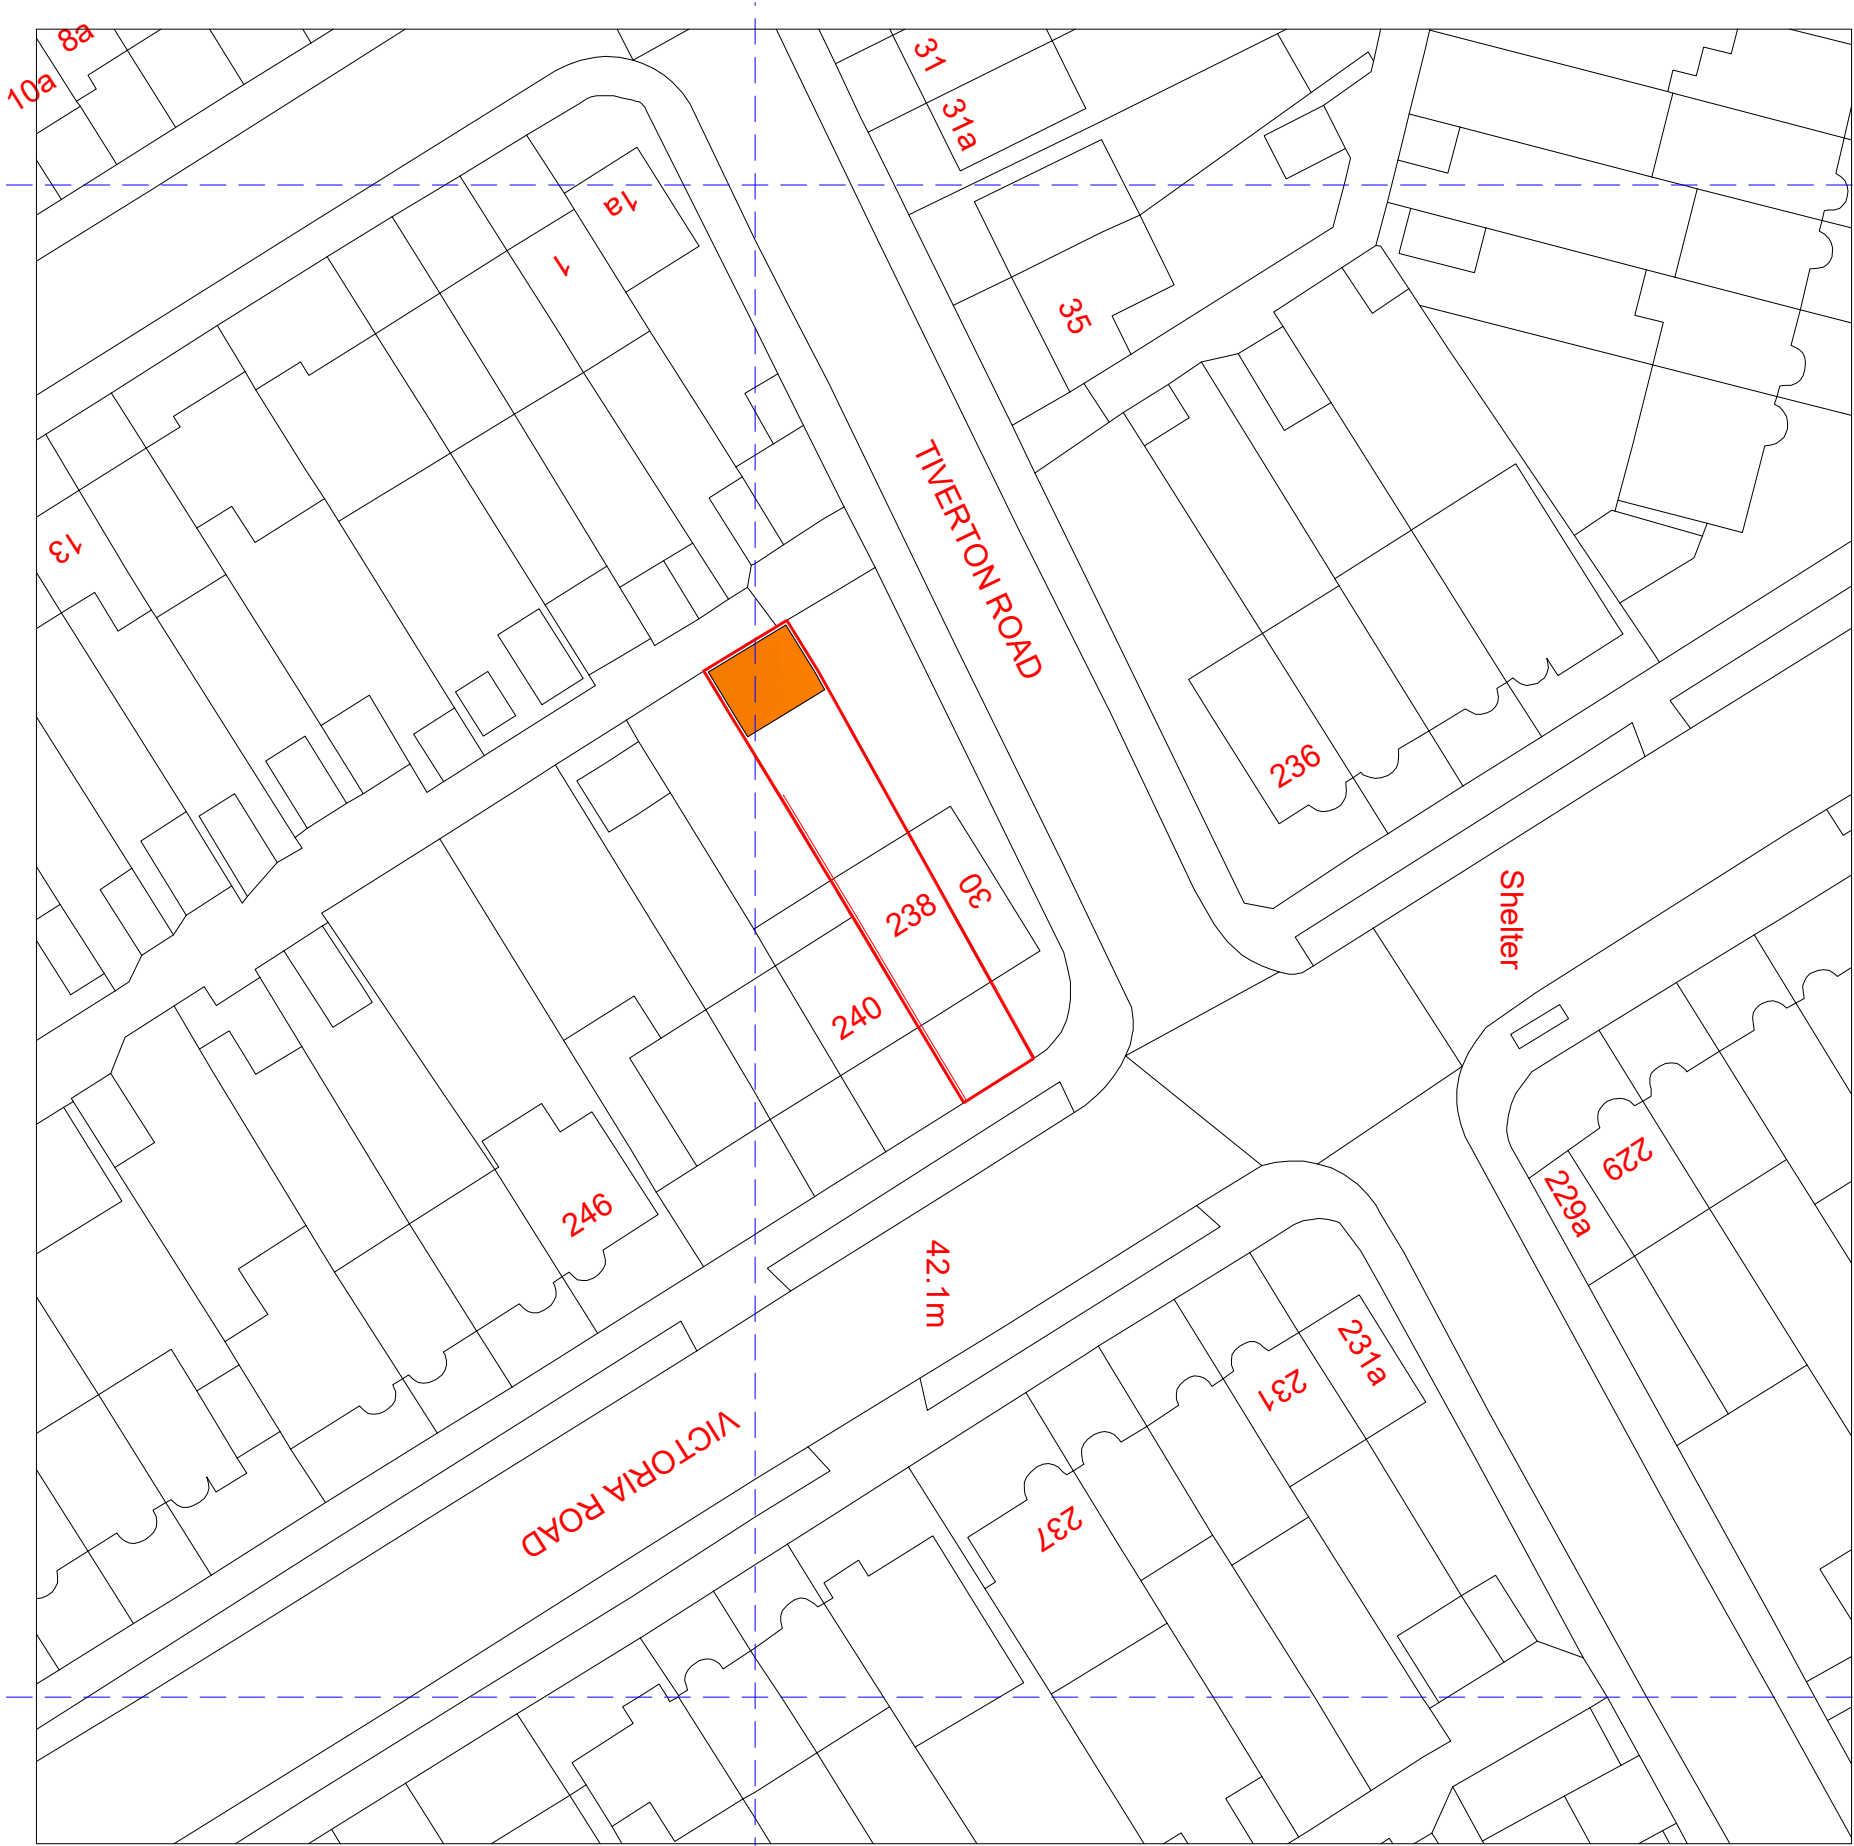 8a
10a
31
31a
1a
1
35
TIVERTON ROAD
13
236
30
238
Shelter
240
229
229a
246
42.1m
231a
231
VICTORIA ROAD
237